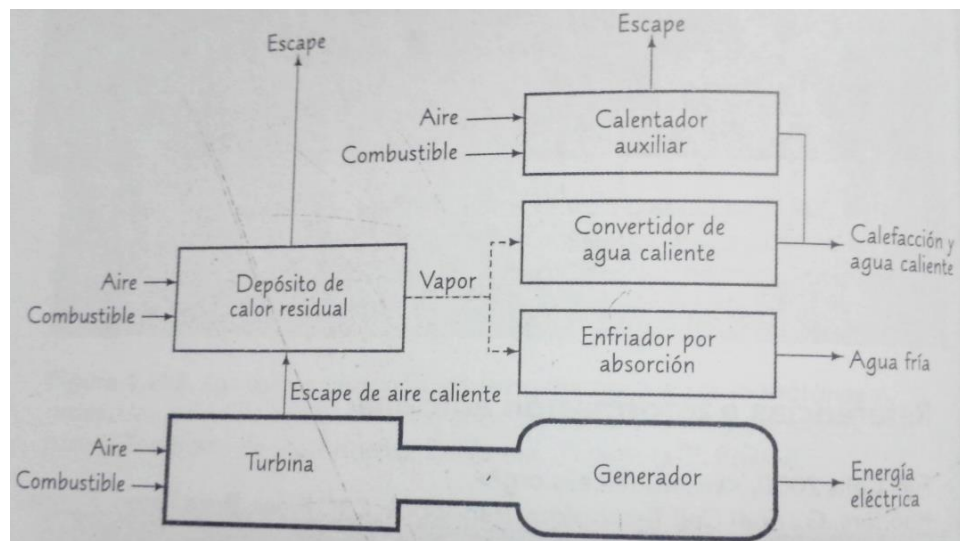 Escape
Escape
Aire
Combustible
Calentador
auxiliar
Convertidor de
agua caliente
Calefacción y
agua caliente
Aire
Combustible
Depósito de
calor residual
Vapor
Enfriador por
absorción
Agua fría
Escape de aire caliente
Aire
Combustible
Turbina
Generador
Energía
eléctrica